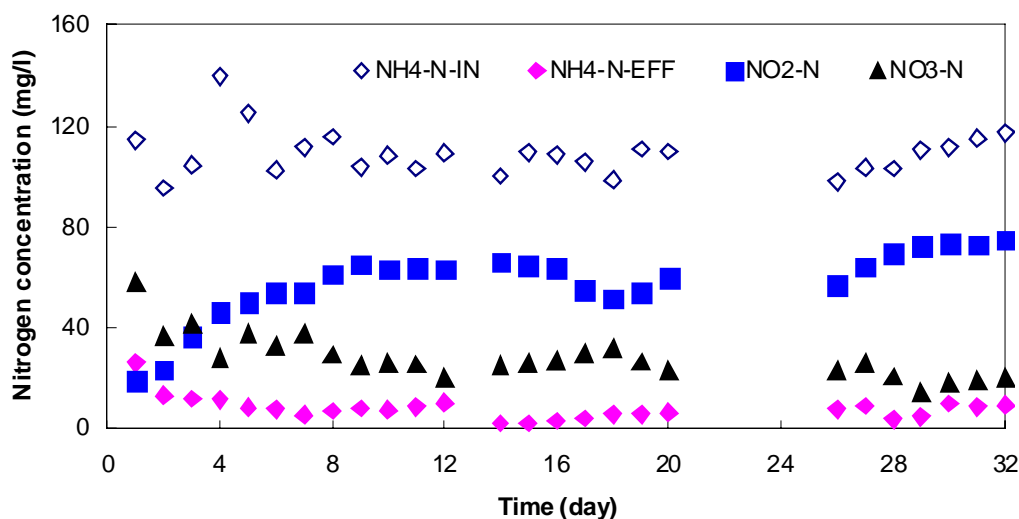 160
NH4-N-IN NH4-N-EFF NO2-N NO3-N
120
80
40
0
Nitrogen concentration (mg/l)
0 4 8 12 16 20 24 28 32
Time (day)